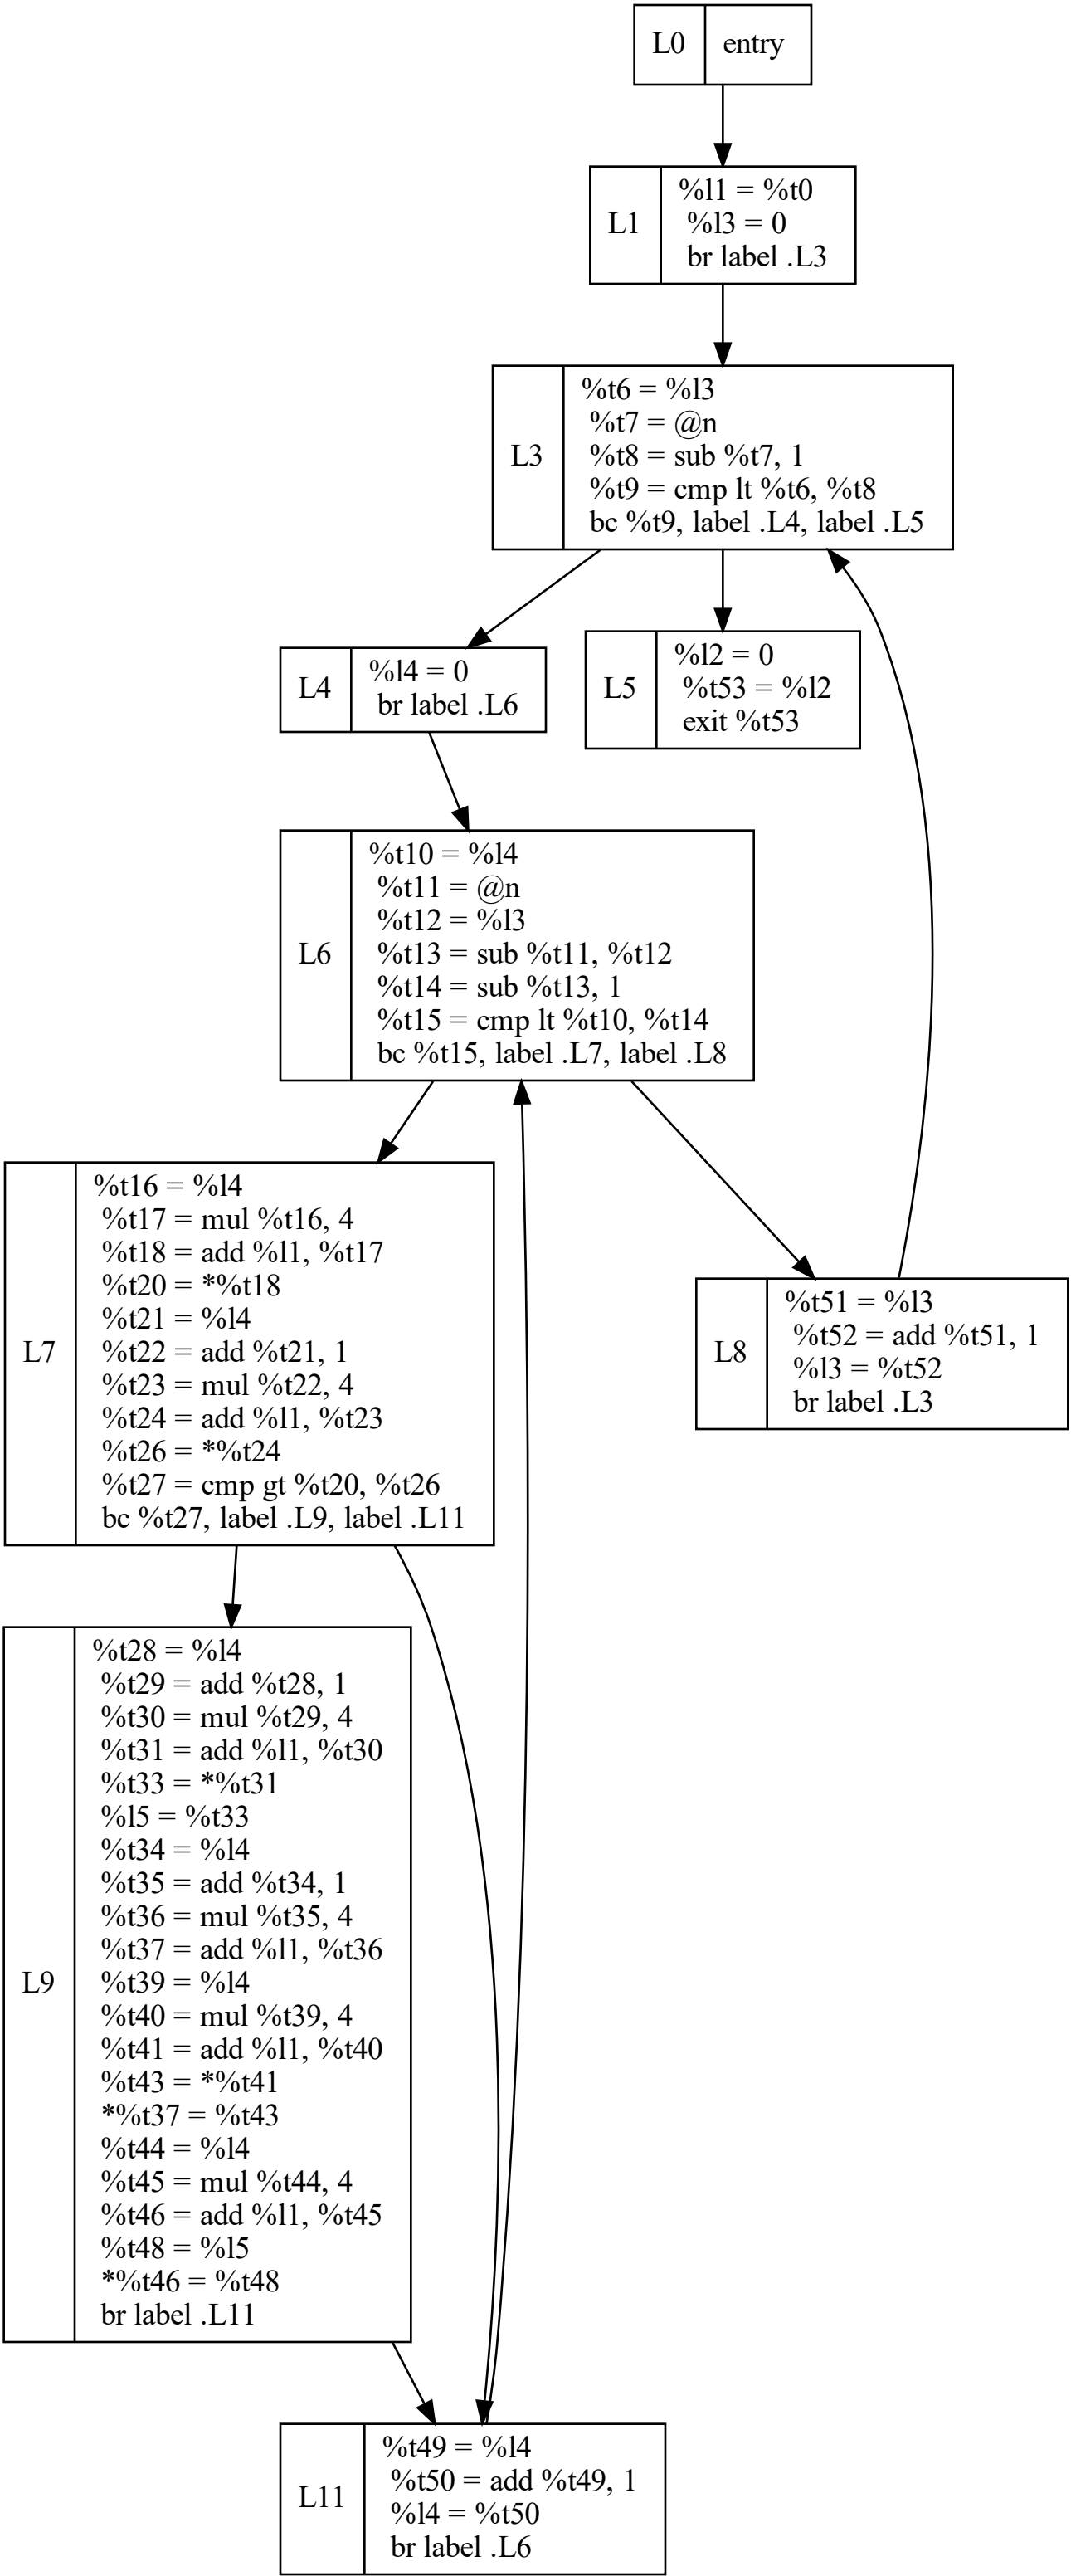 L0
entry
L1
%l1 = %t0
%l3 = 0
br label .L3
L3
%t6 = %l3
%t7 = @n
%t8 = sub %t7, 1
%t9 = cmp lt %t6, %t8
bc %t9, label .L4, label .L5
L4
%l4 = 0
br label .L6
L5
%l2 = 0
%t53 = %l2
exit %t53
L6
%t10 = %l4
%t11 = @n
%t12 = %l3
%t13 = sub %t11, %t12
%t14 = sub %t13, 1
%t15 = cmp lt %t10, %t14
bc %t15, label .L7, label .L8
L7
%t16 = %l4
%t17 = mul %t16, 4
%t18 = add %l1, %t17
%t20 = *%t18
%t21 = %l4
%t22 = add %t21, 1
%t23 = mul %t22, 4
%t24 = add %l1, %t23
%t26 = *%t24
%t27 = cmp gt %t20, %t26
bc %t27, label .L9, label .L11
L8
%t51 = %l3
%t52 = add %t51, 1
%l3 = %t52
br label .L3
L9
%t28 = %l4
%t29 = add %t28, 1
%t30 = mul %t29, 4
%t31 = add %l1, %t30
%t33 = *%t31
%l5 = %t33
%t34 = %l4
%t35 = add %t34, 1
%t36 = mul %t35, 4
%t37 = add %l1, %t36
%t39 = %l4
%t40 = mul %t39, 4
%t41 = add %l1, %t40
%t43 = *%t41
*%t37 = %t43
%t44 = %l4
%t45 = mul %t44, 4
%t46 = add %l1, %t45
%t48 = %l5
*%t46 = %t48
br label .L11
L11
%t49 = %l4
%t50 = add %t49, 1
%l4 = %t50
br label .L6